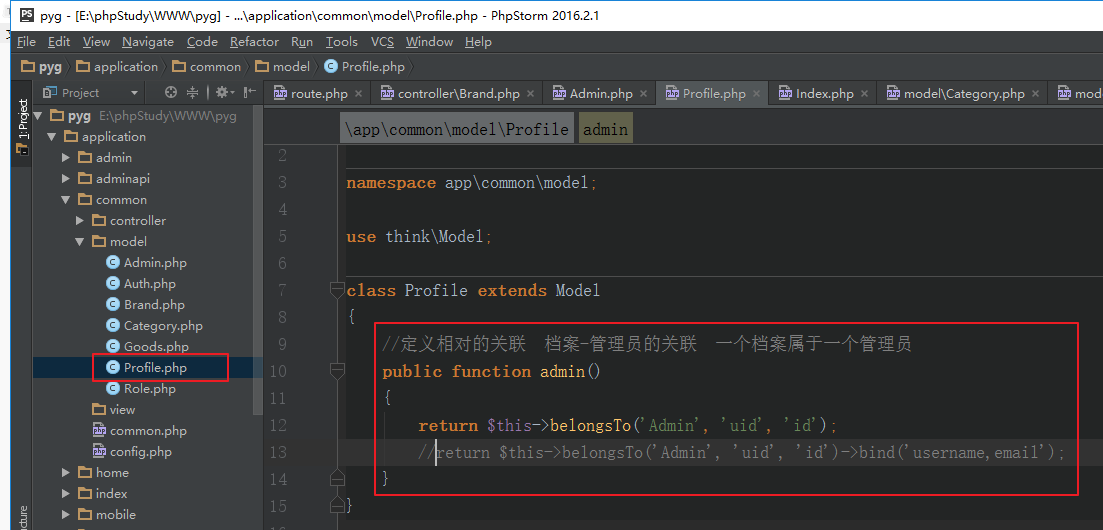 pyg - [E:\phpStudy\WWW\pyg] - ...\application\common\model\Profile.php - PhpStorm 2016.2.1
File Edit View Navigate Code Refactor Run Tools VCS Window Help
pyg application common model Profile.php
1: Project
Project
route.php controller\Brand.php Admin.php Profile.php Index.php model\Category.php
pyg E:\phpStudy\WWW\pyg
application
admin
adminapi
common
controller
model
Admin.php
Auth.php
Brand.php
Category.php
Goods.php
Profile.php
Role.php
view
common.php
config.php
home
index
mobile
\app\common\model\Profile admin
2
3 namespace app\common\model;
4
5 use think\Model;
6
7 class Profile extends Model
8 {
9 //定义相对的关联 档案-管理员的关联 一个档案属于一个管理员
10 public function admin()
11 {
12 return $this->belongsTo('Admin', 'uid', 'id');
13 //return $this->belongsTo('Admin', 'uid', 'id')->bind('username,email');
14 }
15 }